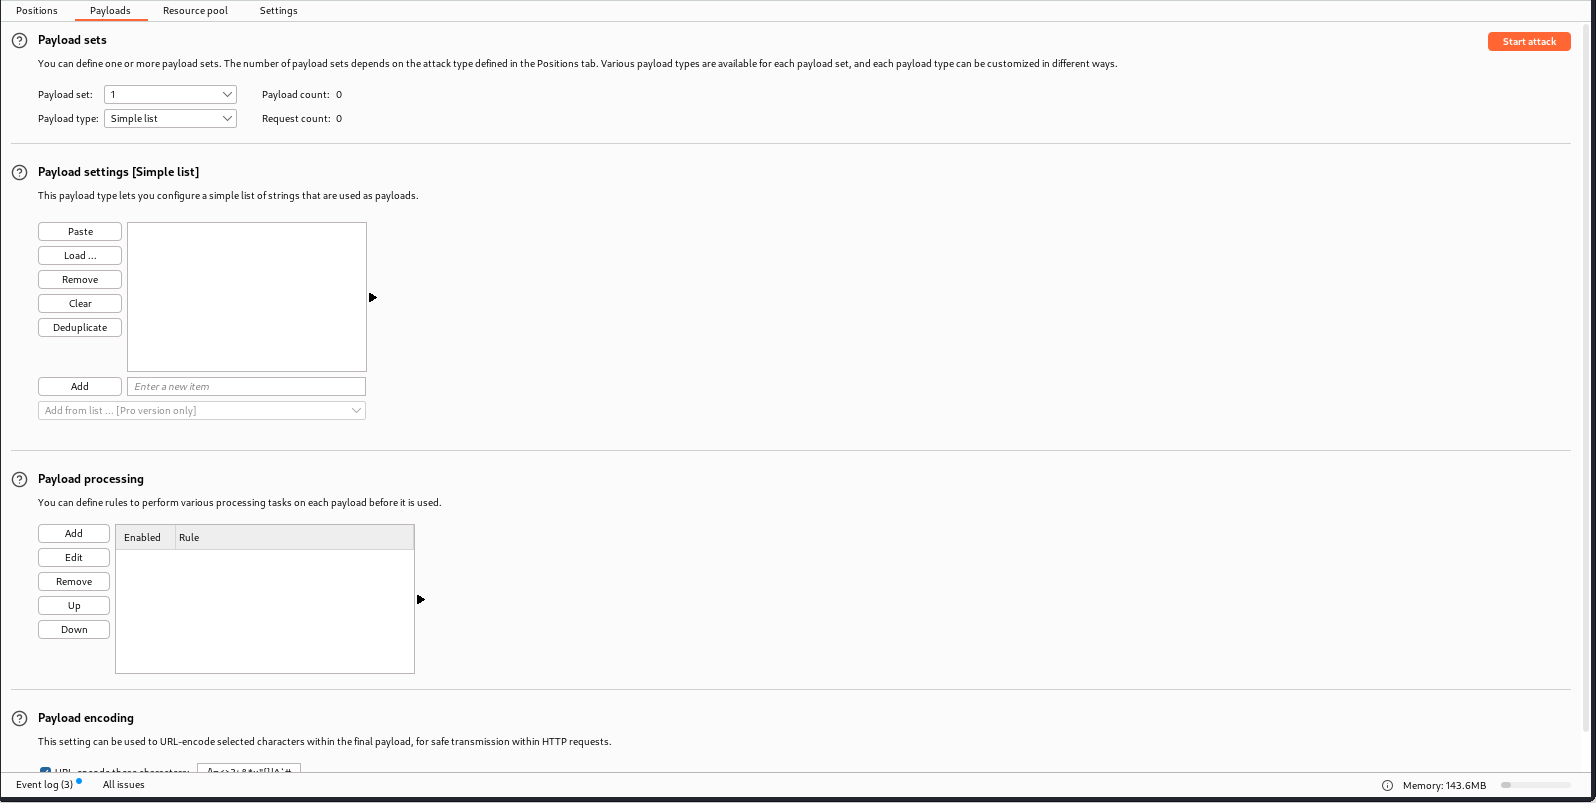 Positions Payloads Resource pool Settings
Payload sets
Start attack
You can define one or more payload sets. The number of payload sets depends on the attack type defined in the Positions tab. Various payload types are available for each payload set, and each payload type can be customized in different ways.
Payload set: 1 Payload count: 0
Payload type: Simple list Request count: 0
Payload settings [Simple list]
This payload type lets you configure a simple list of strings that are used as payloads.
Paste
Load ...
Remove
Clear
Deduplicate
Add Enter a new item
Add from list ... [Pro version only]
Payload processing
You can define rules to perform various processing tasks on each payload before it is used.
Add Enabled Rule
Edit
Remove
Up
Down
Payload encoding
This setting can be used to URL-encode selected characters within the final payload, for safe transmission within HTTP requests.
URL-encode these characters:
Event log (3) All issues Memory: 143.6MB